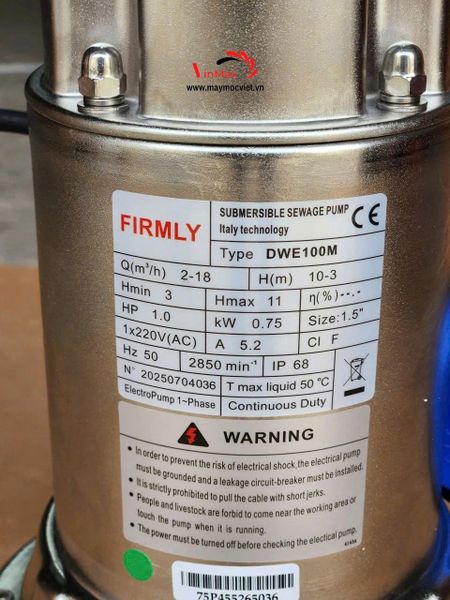 VinMay
www.maymocviet.vn
FIRMLY
SUBMERSIBLE SEWAGE PUMP
Italy technology
CE
Type DWE100M
Q(m³/h) 2-18 H(m) 10-3
Hmin 3 Hmax 11 η(%)--.-
HP 1.0 kW 0.75 Size:1.5"
1x220V(AC) A 5.2 Cl F
Hz 50 2850 min⁻¹ IP 68
N° 20250704036 T max liquid 50 ℃
ElectroPump 1~Phase Continuous Duty
WARNING
• In order to prevent the risk of electrical shock, the electrical pump
must be grounded and a leakage circuit-breaker must be installed.
• It is strictly prohibited to pull the cable with short jerks.
• People and livestock are forbid to come near the working area or
touch the pump when it is running.
• The power must be turned off before checking the electrical pump.
75P455265036